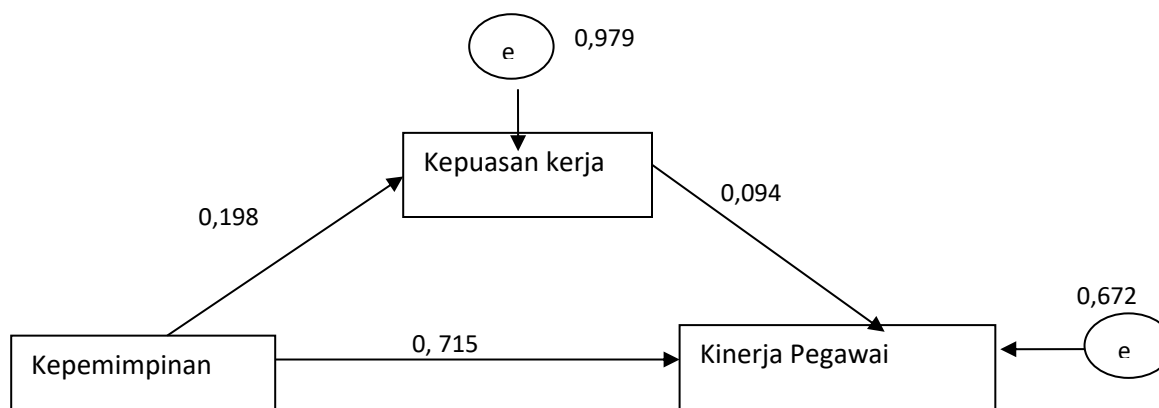 e
0,979
Kepuasan kerja
0,198
0,094
0,672
Kepemimpinan
0, 715
Kinerja Pegawai
e